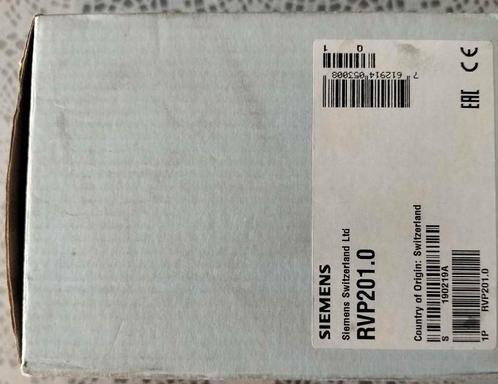 SIEMENS
Siemens Switzerland Ltd
RVP201.0
Country of Origin: Switzerland
S 190219A
1P RVP201.0
Q 1
7 612914 053008
EAC CE